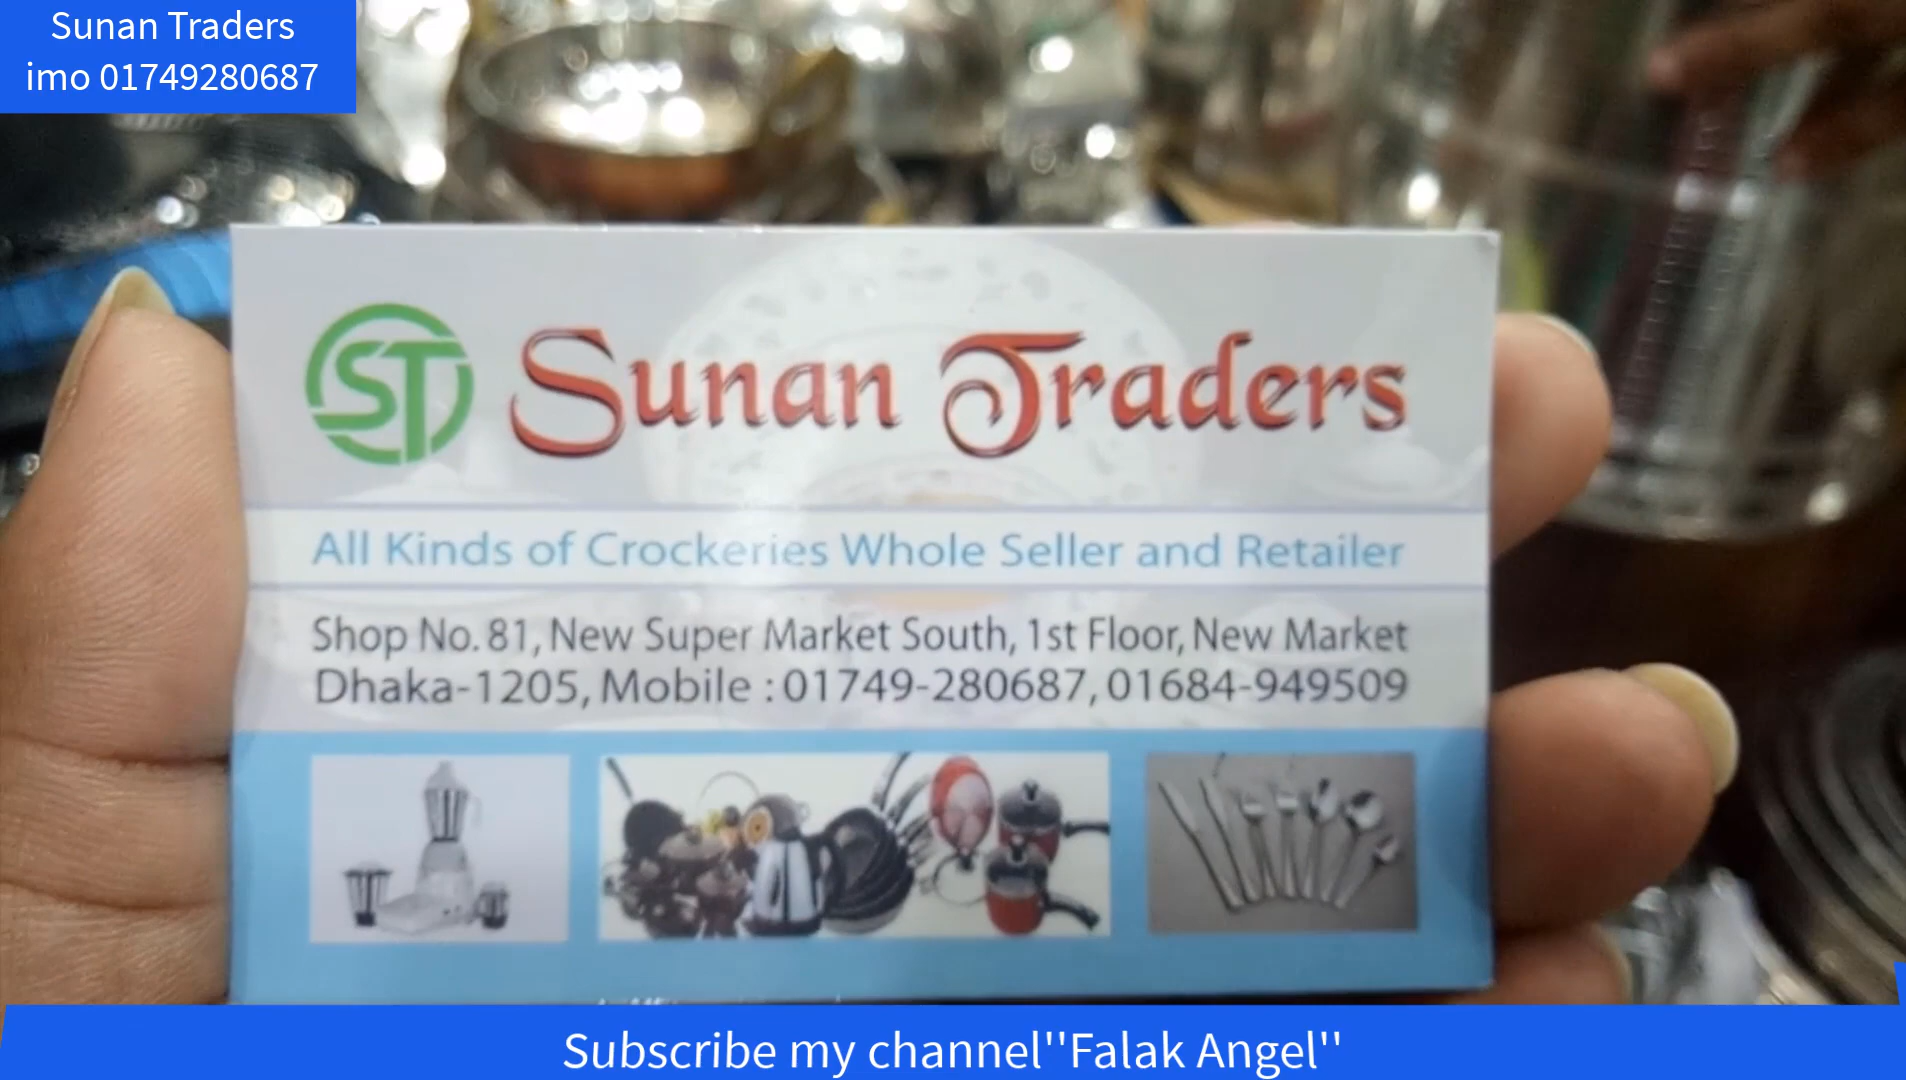 Sunan Traders
imo 01749280687
ST Sunan Traders
All Kinds of Crockeries Whole Seller and Retailer
Shop No. 81, New Super Market South, 1st Floor, New Market
Dhaka-1205, Mobile : 01749-280687, 01684-949509
Subscribe my channel''Falak Angel''